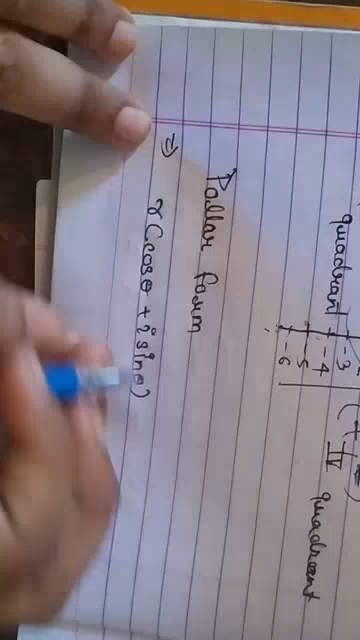 quadrant
-3
-4
-5
-6
IV quadrant
Pollar form
⇒ r(cosθ + i sinθ)